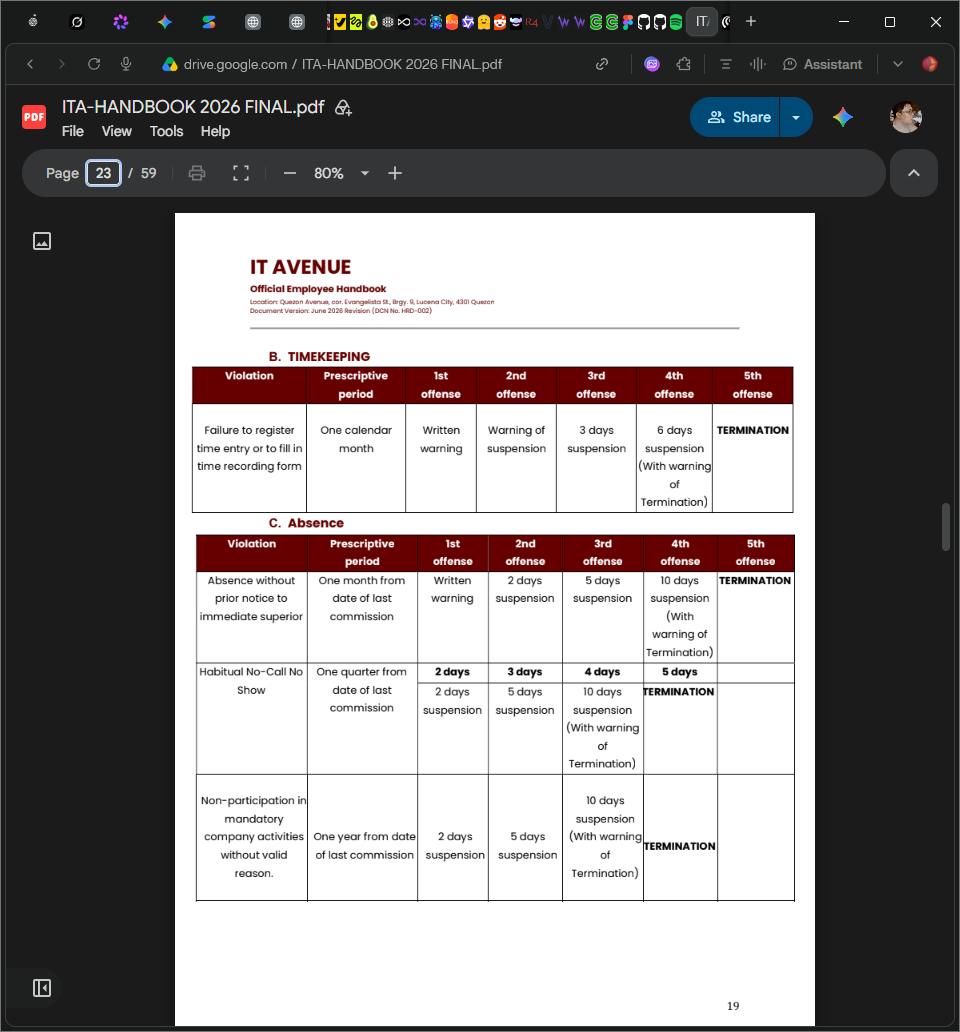 IT
drive.google.com / ITA-HANDBOOK 2026 FINAL.pdf
Assistant
PDF
ITA-HANDBOOK 2026 FINAL.pdf
File View Tools Help
Share
Page 23 / 59
80%
IT AVENUE
Official Employee Handbook
Location: Quezon Avenue, cor. Evangelista St., Brgy. 9, Lucena City, 4301 Quezon
Document Version: June 2026 Revision (DCN No. HRD-002)
B. TIMEKEEPING
Violation Prescriptive 1st 2nd 3rd 4th 5th
period offense offense offense offense offense
Failure to register One calendar Written Warning of 3 days 6 days TERMINATION
time entry or to fill in month warning suspension suspension suspension
time recording form (With warning
of
Termination)
C. Absence
Violation Prescriptive 1st 2nd 3rd 4th 5th
period offense offense offense offense offense
Absence without One month from Written 2 days 5 days 10 days TERMINATION
prior notice to date of last warning suspension suspension suspension
immediate superior commission (With
warning of
Termination)
Habitual No-Call No One quarter from 2 days 3 days 4 days 5 days
Show date of last 2 days 5 days 10 days TERMINATION
commission suspension suspension suspension
(With warning
of
Termination)
Non-participation in 10 days
mandatory suspension
company activities One year from date 2 days 5 days (With warning TERMINATION
without valid of last commission suspension suspension of
reason. Termination)
19